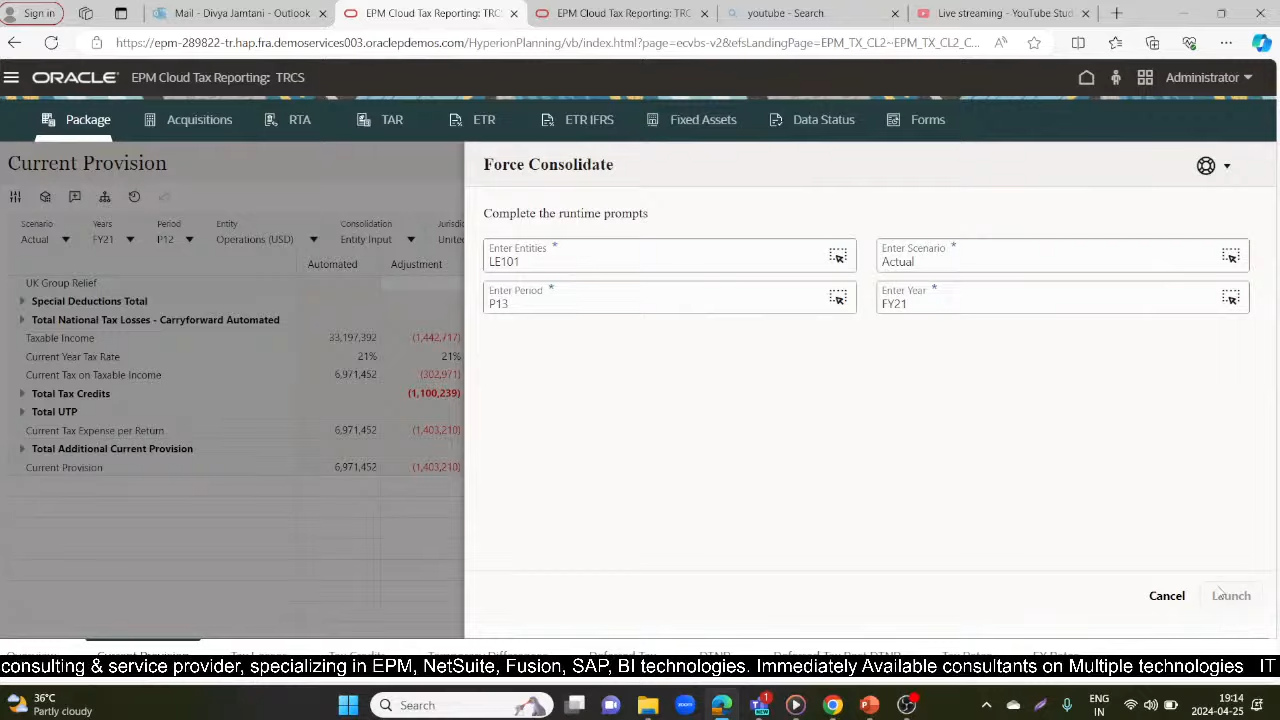 Sign in
Mail - Divya Jamtani - Outlook
EPM Cloud Tax Reporting: TRCS
EPM Cloud Tax Reporting: TRCS
youtube - Search
Live streaming - YouTube Studio
https://epm-289822-tr.hap.fra.demoservices003.oraclepdemos.com/HyperionPlanning/vb/index.html?page=ecvbs-v2&efsLandingPage=EPM_TX_CL2~EPM_TX_CL2_C...
ORACLE EPM Cloud Tax Reporting: TRCS
Administrator
Package Acquisitions RTA TAR ETR ETR IFRS Fixed Assets Data Status Forms
Current Provision
Force Consolidate
Complete the runtime prompts
Scenario Years Period Entity Consolidation Jurisdi
Actual FY21 P12 Operations (USD) Entity Input United
Enter Entities *
LE101
Enter Scenario *
Actual
Enter Period *
P13
Enter Year *
FY21
Automated Adjustment
UK Group Relief
Special Deductions Total
Total National Tax Losses - Carryforward Automated
Taxable Income 33,197,392 (1,442,717)
Current Year Tax Rate 21% 21%
Current Tax on Taxable Income 6,971,452 (302,971)
Total Tax Credits (1,100,239)
Total UTP
Current Tax Expense per Return 6,971,452 (1,403,210)
Total Additional Current Provision
Current Provision 6,971,452 (1,403,210)
Cancel Launch
consulting & service provider, specializing in EPM, NetSuite, Fusion, SAP, BI technologies. Immediately Available consultants on Multiple technologies IT
36°C
Partly cloudy
Search
1
NEW
ENG
IN
19:14
2024-04-25